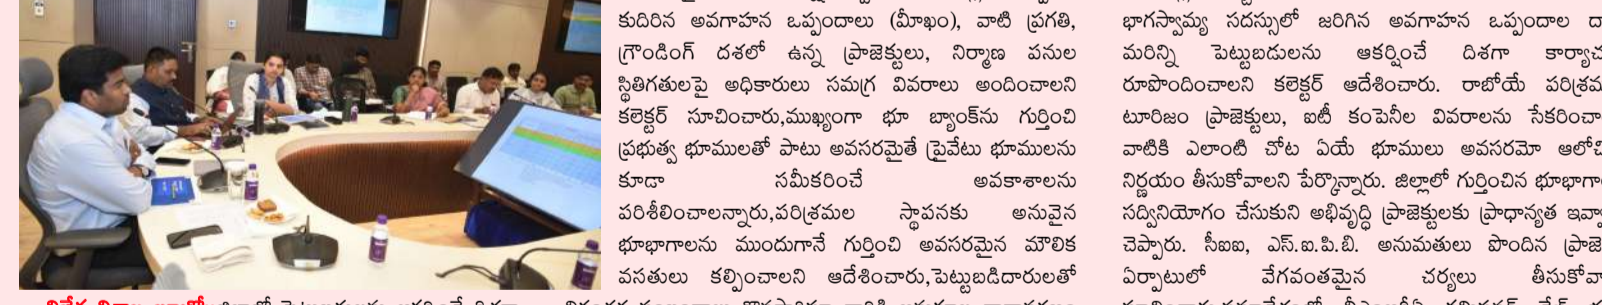 కుదిరిన అవగాహన ఒప్పందాలు (మీఖం), వాటి ప్రగతి,
గ్రౌండింగ్ దశలో ఉన్న ప్రాజెక్టులు, నిర్మాణ పనుల
స్థితిగతులపై అధికారులు సమగ్ర వివరాలు అందించాలని
కలెక్టర్ సూచించారు,ముఖ్యంగా భూ బ్యాంక్‌ను గుర్తించి
ప్రభుత్వ భూములతో పాటు అవసరమైతే ప్రైవేటు భూములను
కూడా సమీకరించే అవకాశాలను
పరిశీలించాలన్నారు,పరిశ్రమల స్థాపనకు అనువైన
భూభాగాలను ముందుగానే గుర్తించి అవసరమైన మౌలిక
వసతులు కల్పించాలని ఆదేశించారు,పెట్టుబడిదారులతో
భాగస్వామ్య సదస్సులో జరిగిన అవగాహన ఒప్పందాల
మరిన్ని పెట్టుబడులను ఆకర్షించే దిశగా
రూపొందించాలని కలెక్టర్ ఆదేశించారు. రాబోయే
టూరిజం ప్రాజెక్టులు, ఐటీ కంపెనీల వివరాలను
వాటికి ఎలాంటి చోట ఏయే భూములు అవసరమో
నిర్ణయం తీసుకోవాలని పేర్కొన్నారు. జిల్లాలో గుర్తించిన
సద్వినియోగం చేసుకుని అభివృద్ధి ప్రాజెక్టులకు ప్రాధాన్యత
చెప్పారు. సీఐఐ, ఎస్.ఐ.పి.బి. అనుమతులు పొందిన
ఏర్పాటులో వేగవంతమైన చర్యలు